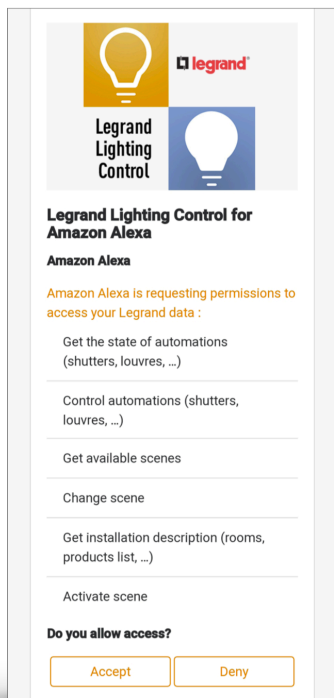 legrand®
Legrand
Lighting
Control
Legrand Lighting Control for
Amazon Alexa
Amazon Alexa
Amazon Alexa is requesting permissions to
access your Legrand data :
Get the state of automations
(shutters, louvres, ...)
Control automations (shutters,
louvres, ...)
Get available scenes
Change scene
Get installation description (rooms,
products list, ...)
Activate scene
Do you allow access?
Accept
Deny